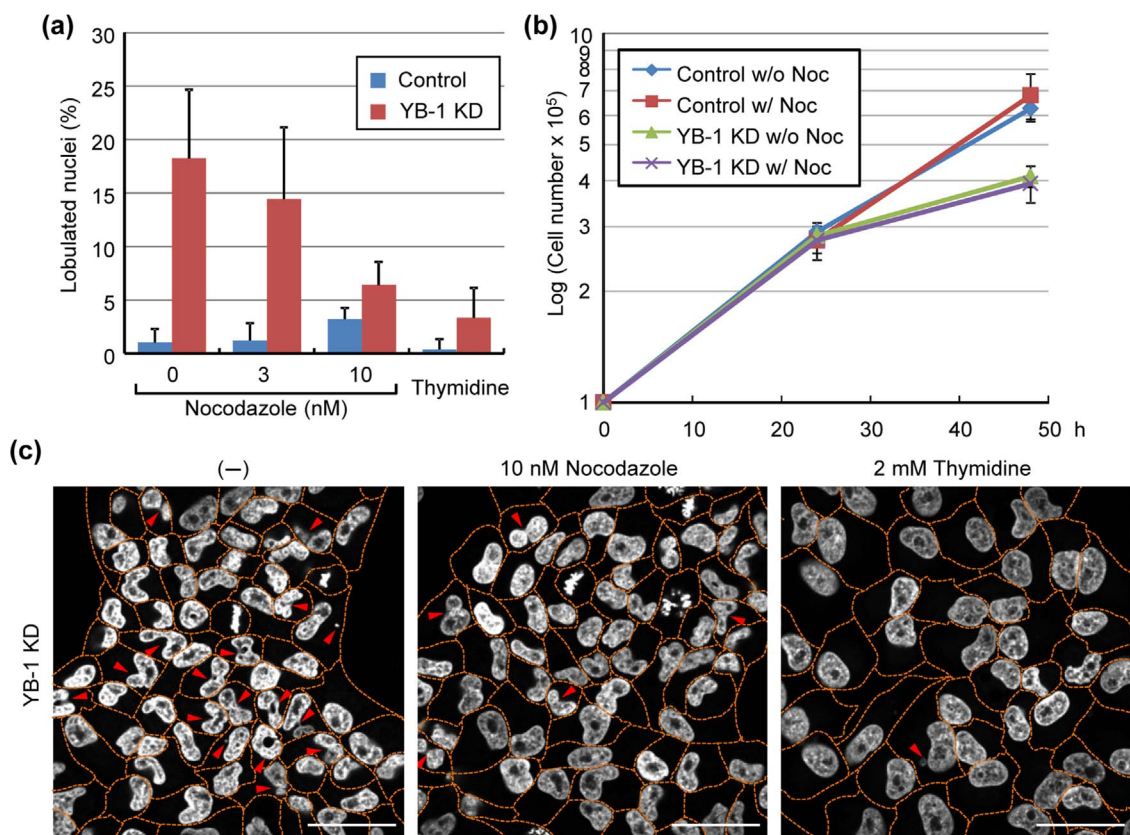 (a)
30
25
20
15
10
5
0
Lobulated nuclei (%)
Control
YB-1 KD
0 3 10 Thymidine
Nocodazole (nM)
(b)
10
9
8
7
6
5
4
3
2
1
Log (Cell number x 10⁵)
Control w/o Noc
Control w/ Noc
YB-1 KD w/o Noc
YB-1 KD w/ Noc
0 10 20 30 40 50 h
(c)
(—) 10 nM Nocodazole 2 mM Thymidine
YB-1 KD